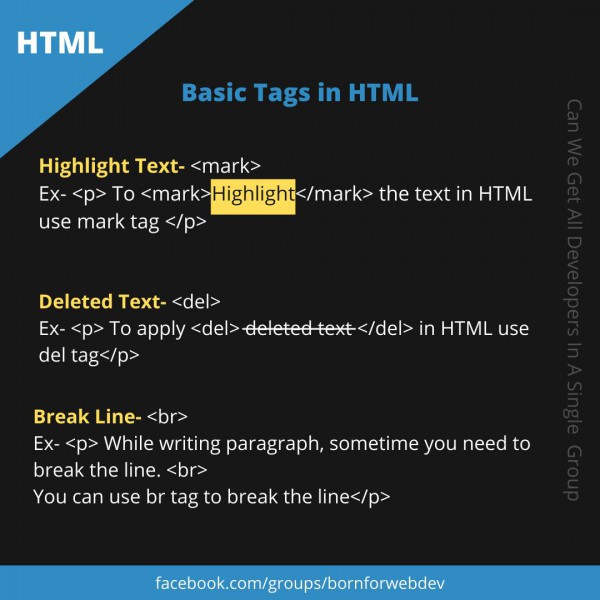 HTML
Basic Tags in HTML
Highlight Text- <mark>
Ex- <p> To <mark>Highlight</mark> the text in HTML
use mark tag </p>
Deleted Text- <del>
Ex- <p> To apply <del> deleted text </del> in HTML use
del tag</p>
Break Line- <br>
Ex- <p> While writing paragraph, sometime you need to
break the line. <br>
You can use br tag to break the line</p>
Can We Get All Developers In A Single Group
facebook.com/groups/bornforwebdev